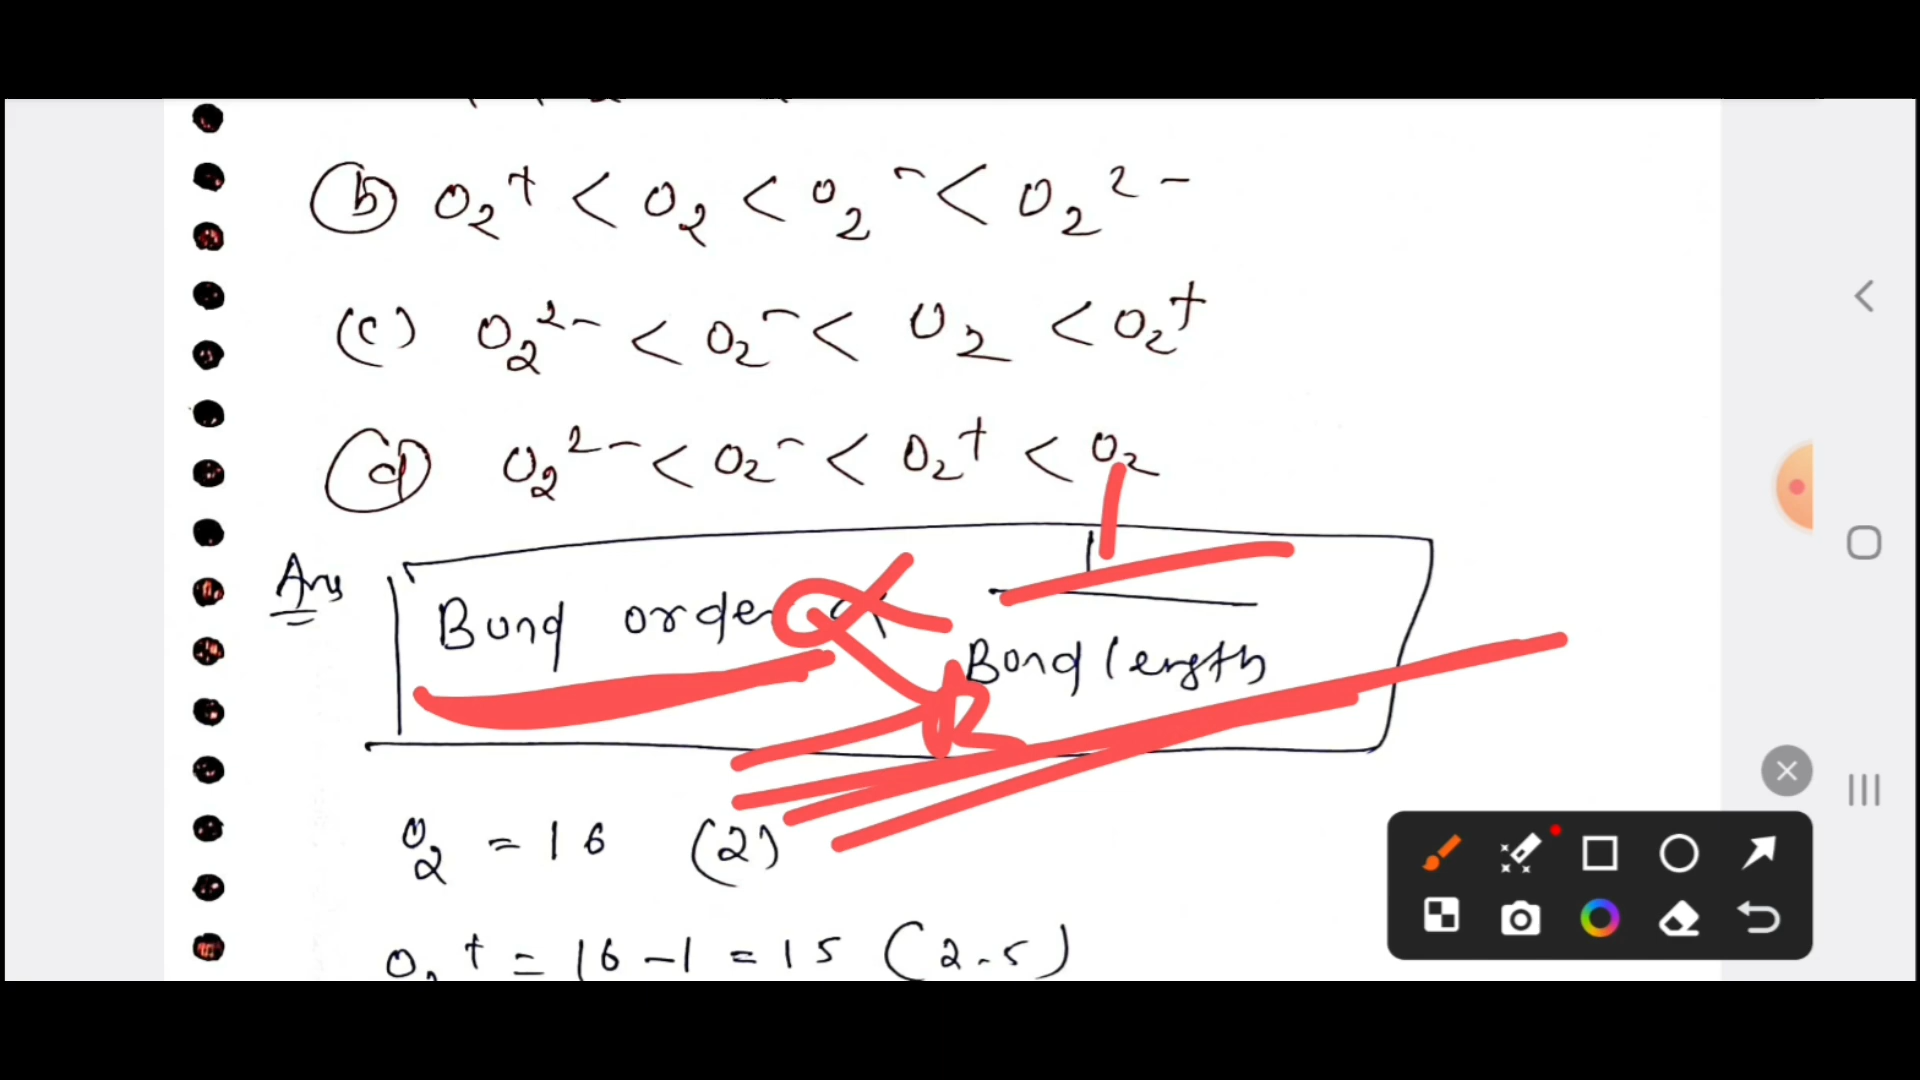 (b) O₂⁺ < O₂ < O₂⁻ < O₂²⁻
(c) O₂²⁻ < O₂⁻ < O₂ < O₂⁺
(d) O₂²⁻ < O₂⁻ < O₂⁺ < O₂
Ans
Bond order ∝ 1 / Bond length
O₂ = 16 (2)
O₂⁺ = 16 - 1 = 15 (2.5)